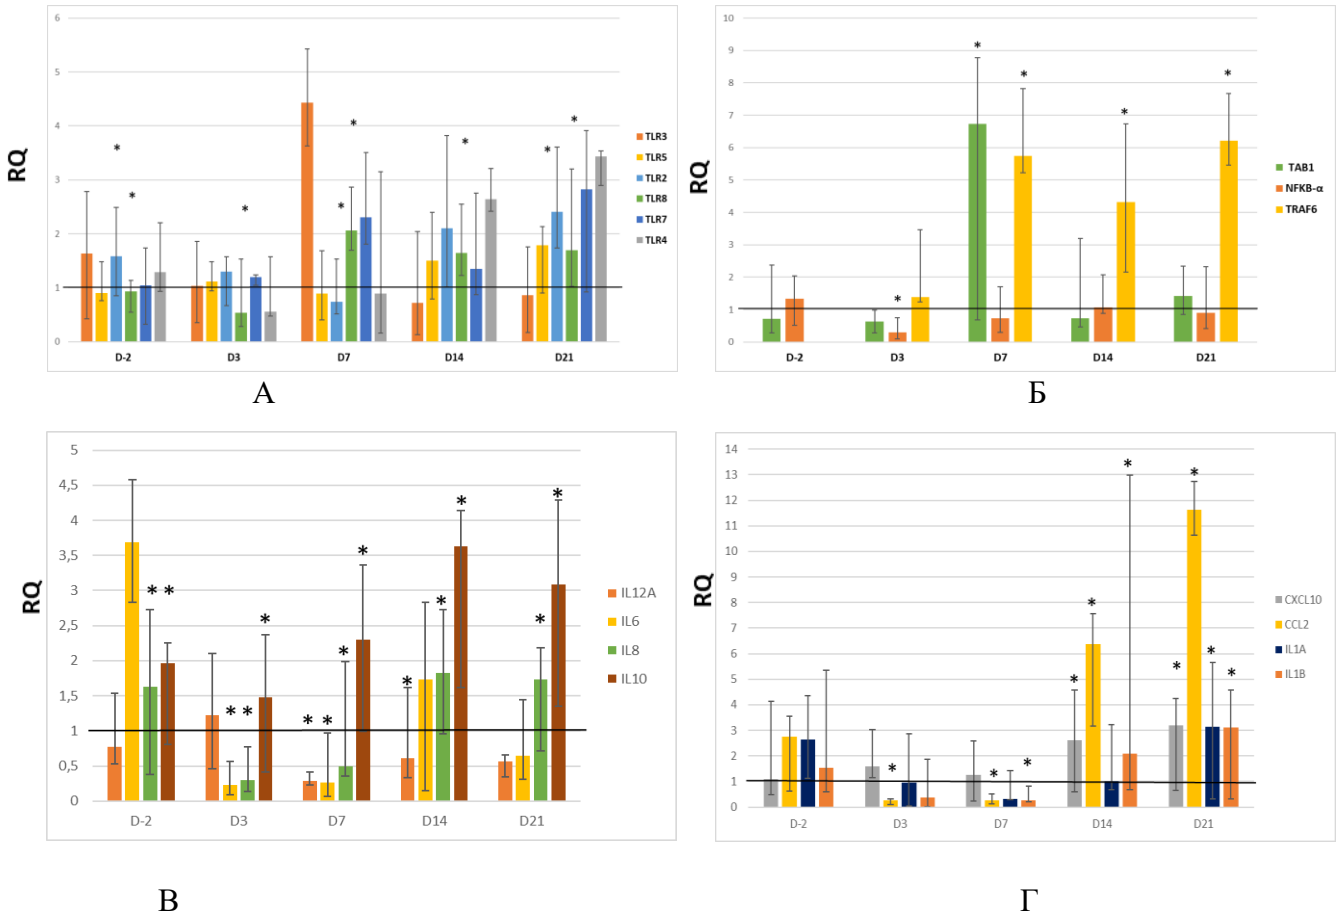 6
5
4
3
2
1
0
RQ
*
*
*
*
*
*
*
*
D-2
D3
D7
D14
D21
TLR3
TLR5
TLR2
TLR8
TLR7
TLR4
А
10
9
8
7
6
5
4
3
2
1
0
RQ
*
*
*
*
*
D-2
D3
D7
D14
D21
TAB1
NFKB-α
TRAF6
Б
5
4,5
4
3,5
3
2,5
2
1,5
1
0,5
0
RQ
* *
* * *
* * * *
* * *
* *
D-2
D3
D7
D14
D21
IL12A
IL6
IL8
IL10
В
14
13
12
11
10
9
8
7
6
5
4
3
2
1
0
RQ
*
* *
* * *
* * * *
D-2
D3
D7
D14
D21
CXCL10
CCL2
IL1A
IL1B
Г